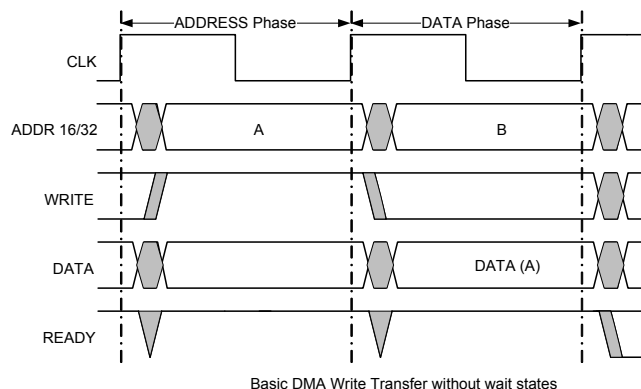 ADDRESS Phase DATA Phase
CLK
ADDR 16/32 A B
WRITE
DATA DATA (A)
READY
Basic DMA Write Transfer without wait states